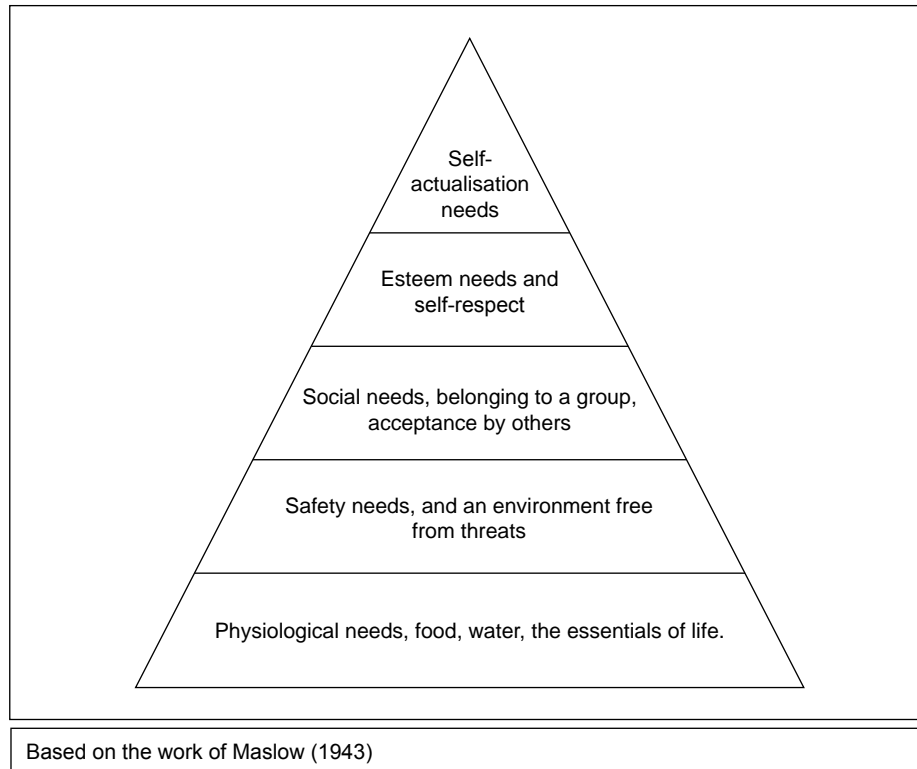 Self-
actualisation
needs
Esteem needs and
self-respect
Social needs, belonging to a group,
acceptance by others
Safety needs, and an environment free
from threats
Physiological needs, food, water, the essentials of life.
Based on the work of Maslow (1943)